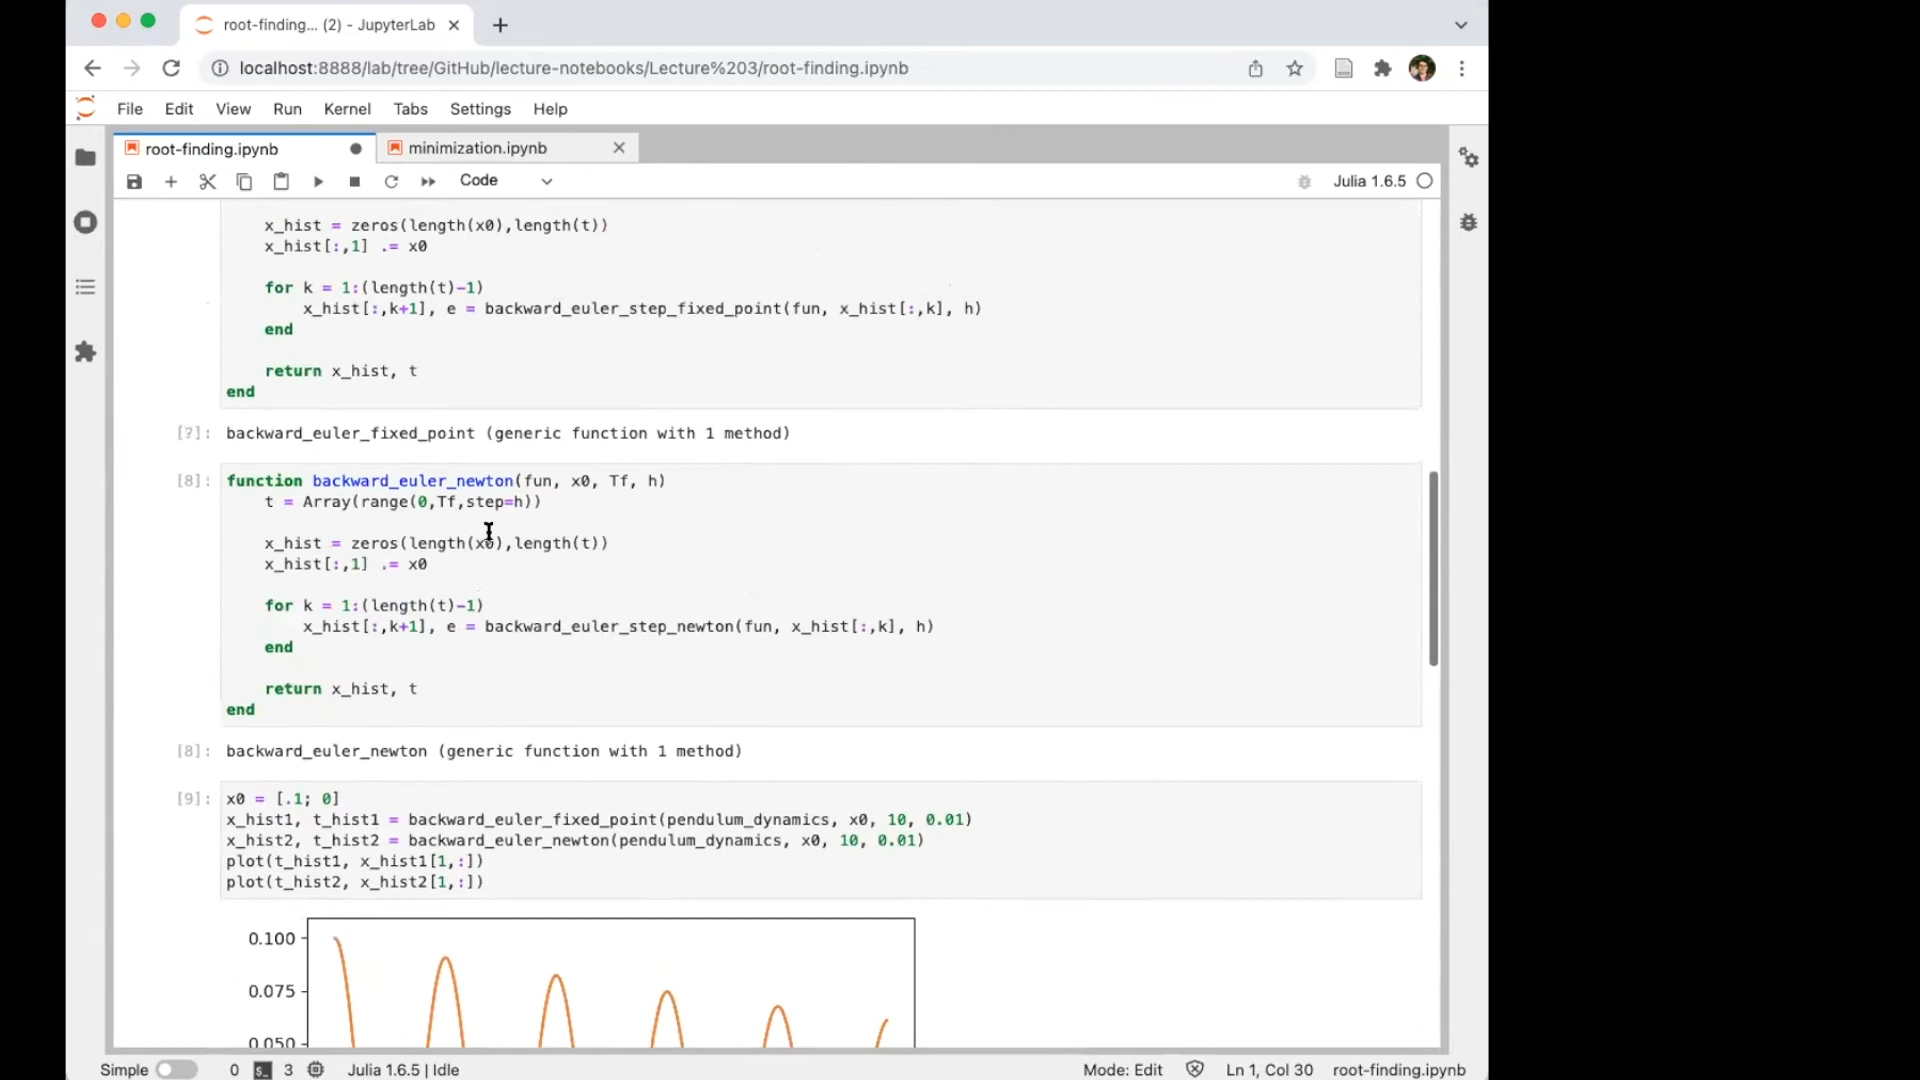 root-finding... (2) - JupyterLab
localhost:8888/lab/tree/GitHub/lecture-notebooks/Lecture%203/root-finding.ipynb
File Edit View Run Kernel Tabs Settings Help
root-finding.ipynb minimization.ipynb
Code Julia 1.6.5
x_hist = zeros(length(x0),length(t))
x_hist[:,1] .= x0
for k = 1:(length(t)-1)
x_hist[:,k+1], e = backward_euler_step_fixed_point(fun, x_hist[:,k], h)
end
return x_hist, t
end
[7]: backward_euler_fixed_point (generic function with 1 method)
[8]: function backward_euler_newton(fun, x0, Tf, h)
t = Array(range(0,Tf,step=h))
x_hist = zeros(length(x0),length(t))
x_hist[:,1] .= x0
for k = 1:(length(t)-1)
x_hist[:,k+1], e = backward_euler_step_newton(fun, x_hist[:,k], h)
end
return x_hist, t
end
[8]: backward_euler_newton (generic function with 1 method)
[9]: x0 = [.1; 0]
x_hist1, t_hist1 = backward_euler_fixed_point(pendulum_dynamics, x0, 10, 0.01)
x_hist2, t_hist2 = backward_euler_newton(pendulum_dynamics, x0, 10, 0.01)
plot(t_hist1, x_hist1[1,:])
plot(t_hist2, x_hist2[1,:])
0.100
0.075
0.050
Simple 0 $_ 3 Julia 1.6.5 | Idle Mode: Edit Ln 1, Col 30 root-finding.ipynb